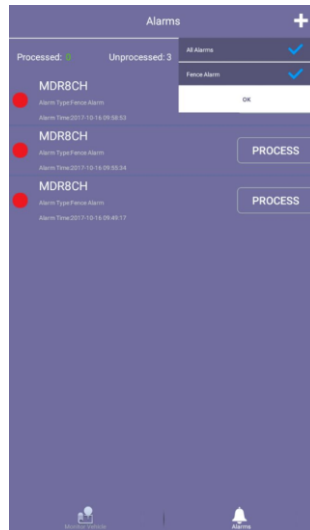 Alarms
Processed: 0 Unprocessed: 3
All Alarms
Fence Alarm
OK
MDR8CH
Alarm Type:Fence Alarm
Alarm Time:2017-10-16 09:58:53
MDR8CH
Alarm Type:Fence Alarm
Alarm Time:2017-10-16 09:55:34
PROCESS
MDR8CH
Alarm Type:Fence Alarm
Alarm Time:2017-10-16 09:49:17
PROCESS
Monitor Vehicle
Alarms